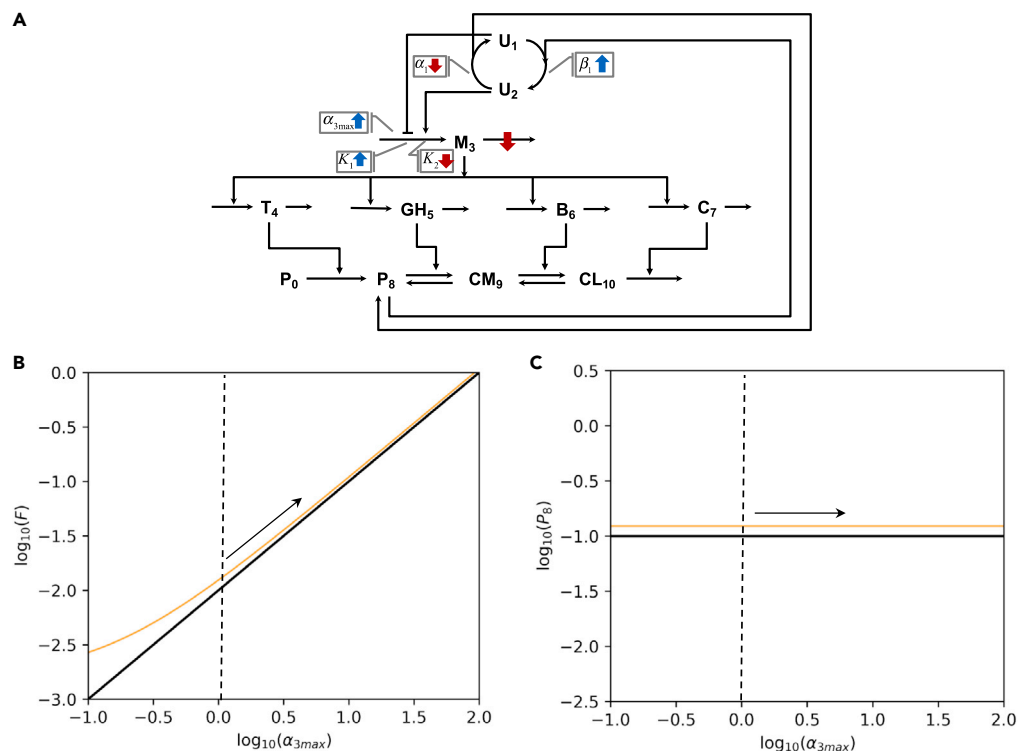 A
U₁
α₁
β₁
U₂
α₃max
M₃
K₁
K₂
T₄
GH₅
B₆
C₇
P₀
P₈
CM₉
CL₁₀
B
C
0.0
−0.5
−1.0
−1.5
−2.0
−2.5
−3.0
log₁₀(F)
−1.0
−0.5
0.0
0.5
1.0
1.5
2.0
log₁₀(α₃max)
0.5
0.0
−0.5
−1.0
−1.5
−2.0
−2.5
log₁₀(P₈)
−1.0
−0.5
0.0
0.5
1.0
1.5
2.0
log₁₀(α₃max)